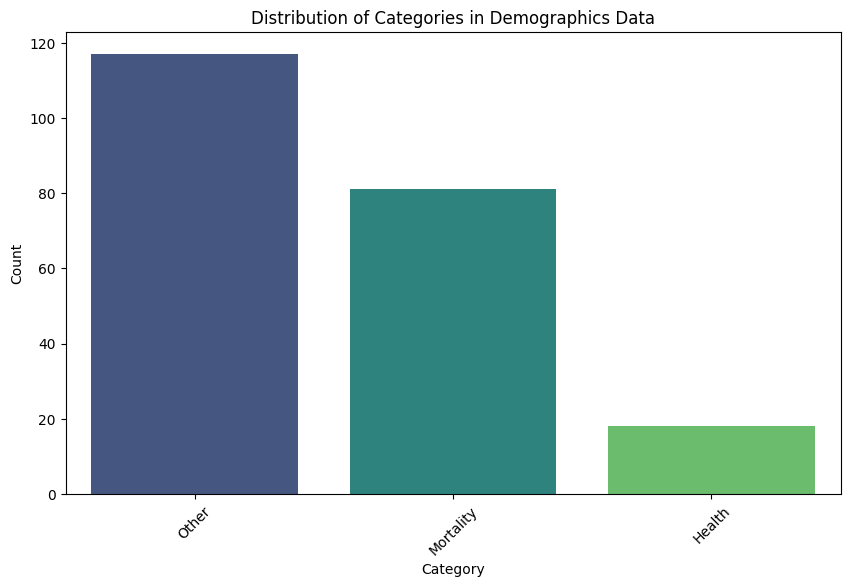 Distribution of Categories in Demographics Data
120
100
80
60
40
20
0
Count
Other
Mortality
Health
Category